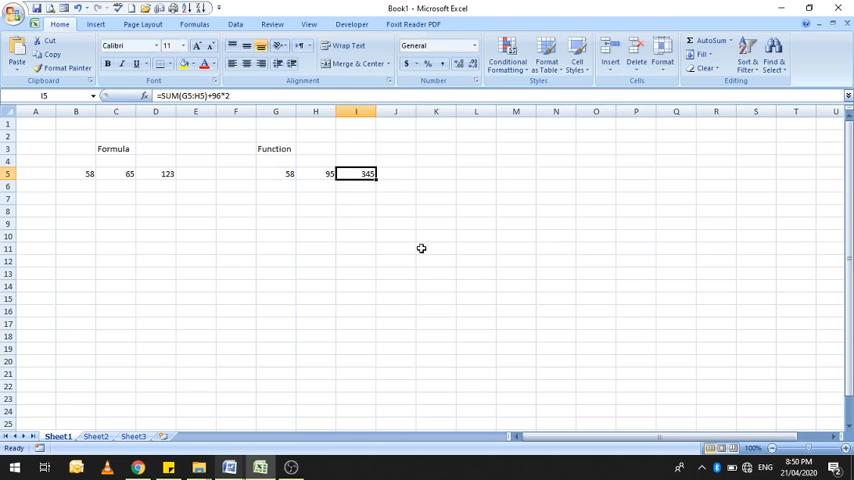 Book1 - Microsoft Excel
Home Insert Page Layout Formulas Data Review View Developer Foxit Reader PDF
Paste
Cut
Copy
Format Painter
Clipboard
Calibri 11
B I U
Font
Wrap Text
Merge & Center
Alignment
General
$ % ,
Number
Conditional Formatting
Format as Table
Cell Styles
Styles
Insert Delete Format
Cells
Σ AutoSum
Fill
Clear
Sort & Filter
Find & Select
Editing
I5 fx =SUM(G5:H5)+96*2
A B C D E F G H I J K L M N O P Q R S T U
1
2
3 Formula Function
4
5 58 65 123 58 95 345
6
7
8
9
10
11
12
13
14
15
16
17
18
19
20
21
22
23
24
25
Sheet1 Sheet2 Sheet3
Ready 100%
ENG 8:50 PM
21/04/2020 2